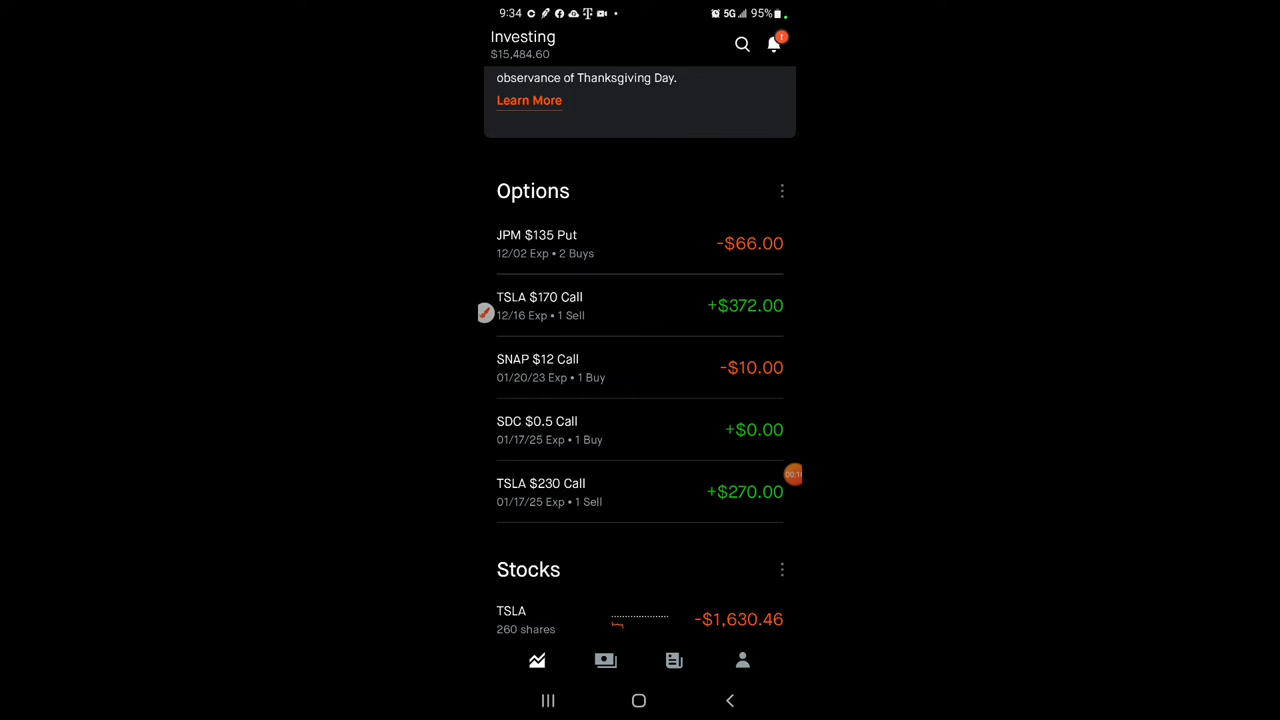 9:34
5G 95%
Investing
$15,484.60
observance of Thanksgiving Day.
Learn More
Options
JPM $135 Put
-$66.00
12/02 Exp • 2 Buys
TSLA $170 Call
+$372.00
12/16 Exp • 1 Sell
SNAP $12 Call
-$10.00
01/20/23 Exp • 1 Buy
SDC $0.5 Call
+$0.00
01/17/25 Exp • 1 Buy
TSLA $230 Call
+$270.00
01/17/25 Exp • 1 Sell
Stocks
TSLA
-$1,630.46
260 shares